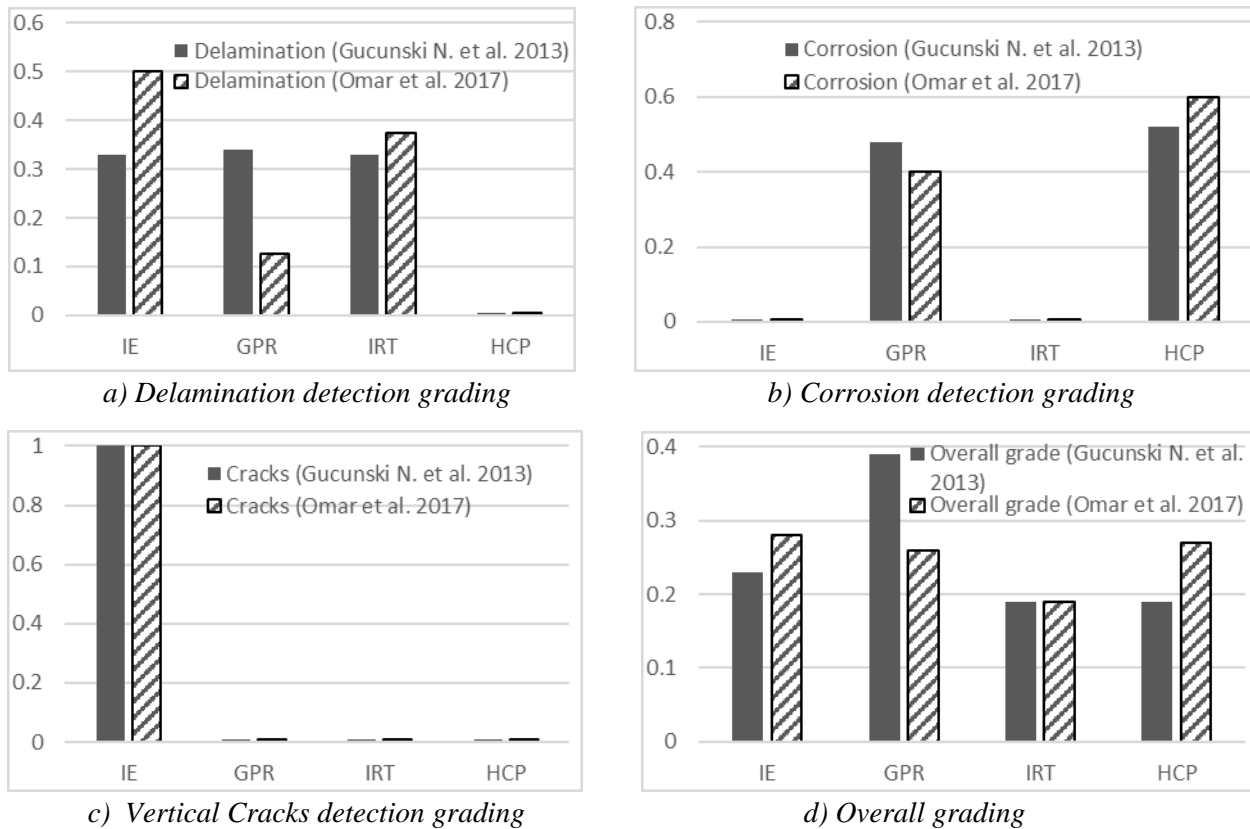 0.6
0.5
0.4
0.3
0.2
0.1
0
Delamination (Gucunski N. et al. 2013)
Delamination (Omar et al. 2017)
IE GPR IRT HCP
a) Delamination detection grading
0.8
0.6
0.4
0.2
0
Corrosion (Gucunski N. et al. 2013)
Corrosion (Omar et al. 2017)
IE GPR IRT HCP
b) Corrosion detection grading
1
0.8
0.6
0.4
0.2
0
Cracks (Gucunski N. et al. 2013)
Cracks (Omar et al. 2017)
IE GPR IRT HCP
c) Vertical Cracks detection grading
0.4
0.3
0.2
0.1
0
Overall grade (Gucunski N. et al.
2013)
Overall grade (Omar et al. 2017)
IE GPR IRT HCP
d) Overall grading